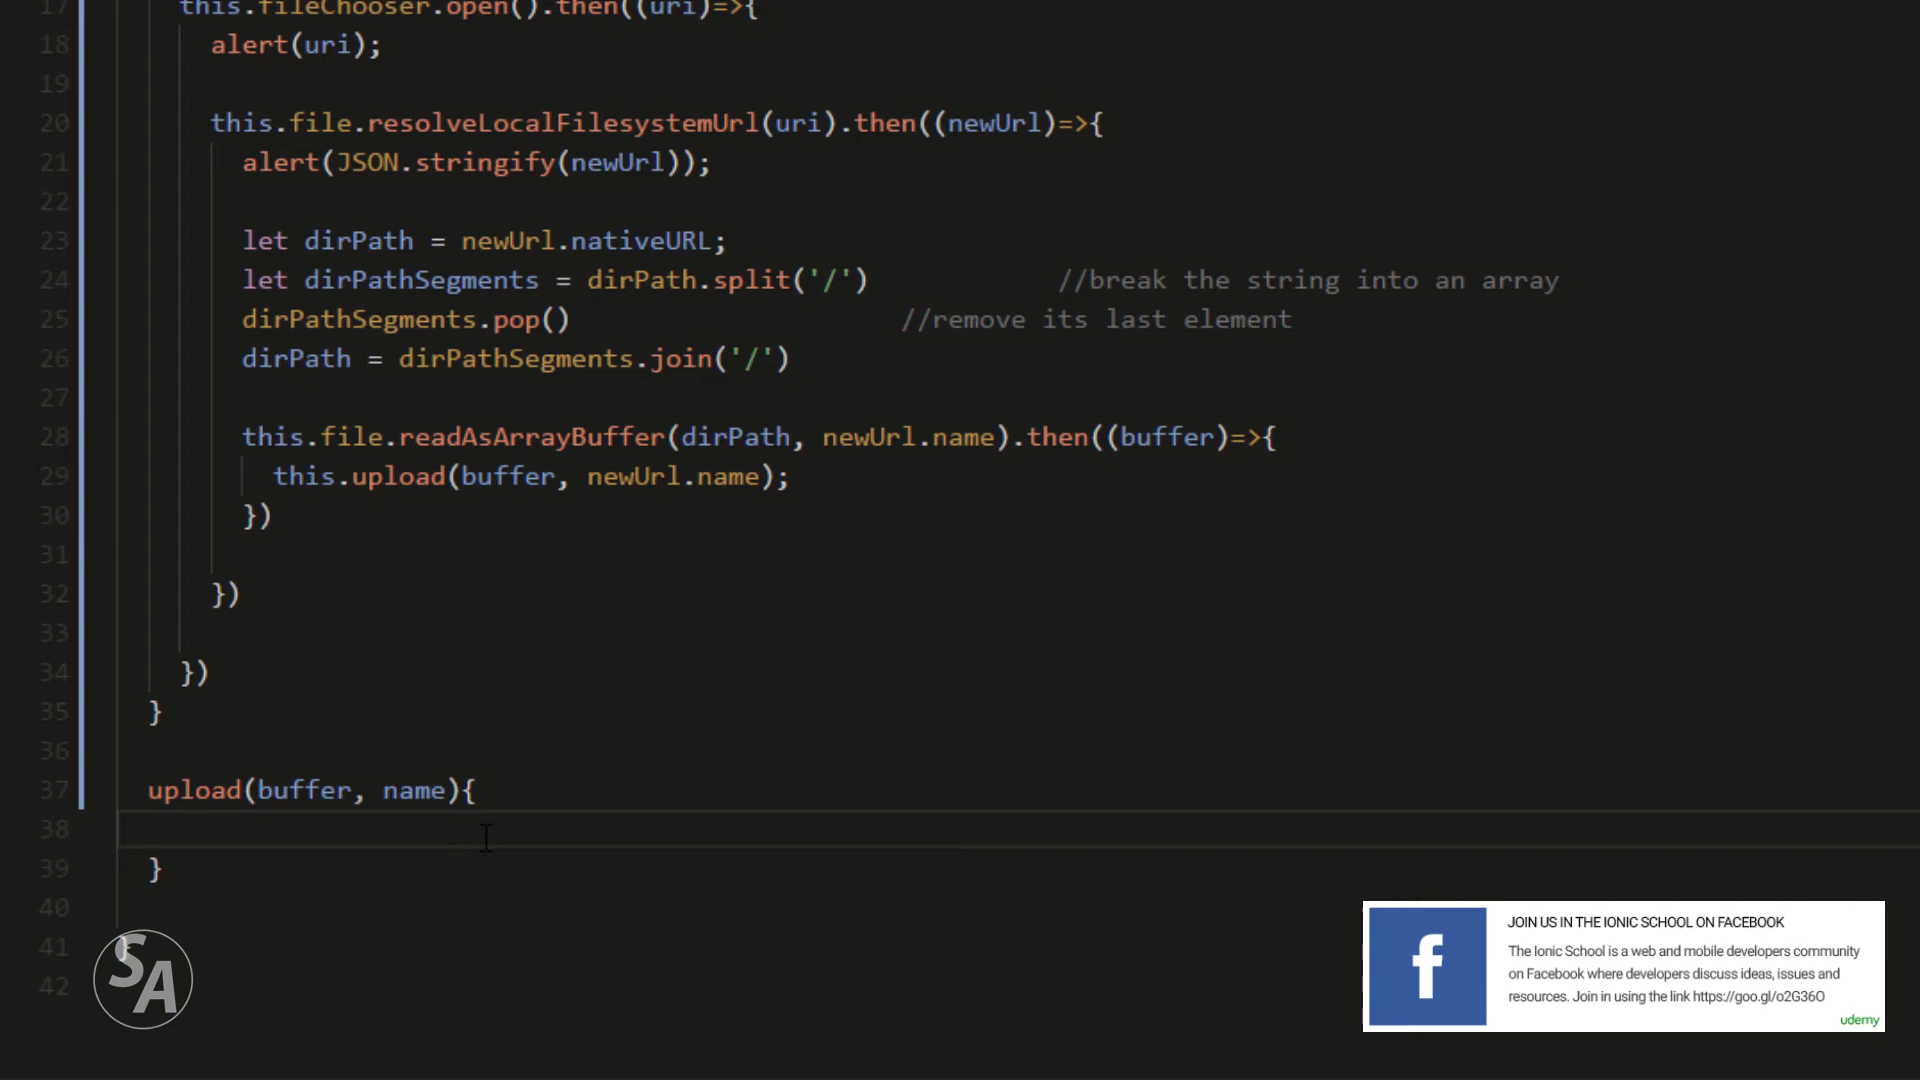 17 this.fileChooser.open().then((uri)=>{
18 alert(uri);
19
20 this.file.resolveLocalFilesystemUrl(uri).then((newUrl)=>{
21 alert(JSON.stringify(newUrl));
22
23 let dirPath = newUrl.nativeURL;
24 let dirPathSegments = dirPath.split('/') //break the string into an array
25 dirPathSegments.pop() //remove its last element
26 dirPath = dirPathSegments.join('/')
27
28 this.file.readAsArrayBuffer(dirPath, newUrl.name).then((buffer)=>{
29 this.upload(buffer, newUrl.name);
30 })
31
32 })
33
34 })
35 }
36
37 upload(buffer, name){
38
39 }
40
41 }
42
SA
f
JOIN US IN THE IONIC SCHOOL ON FACEBOOK
The Ionic School is a web and mobile developers community
on Facebook where developers discuss ideas, issues and
resources. Join in using the link https://goo.gl/o2G36O
udemy